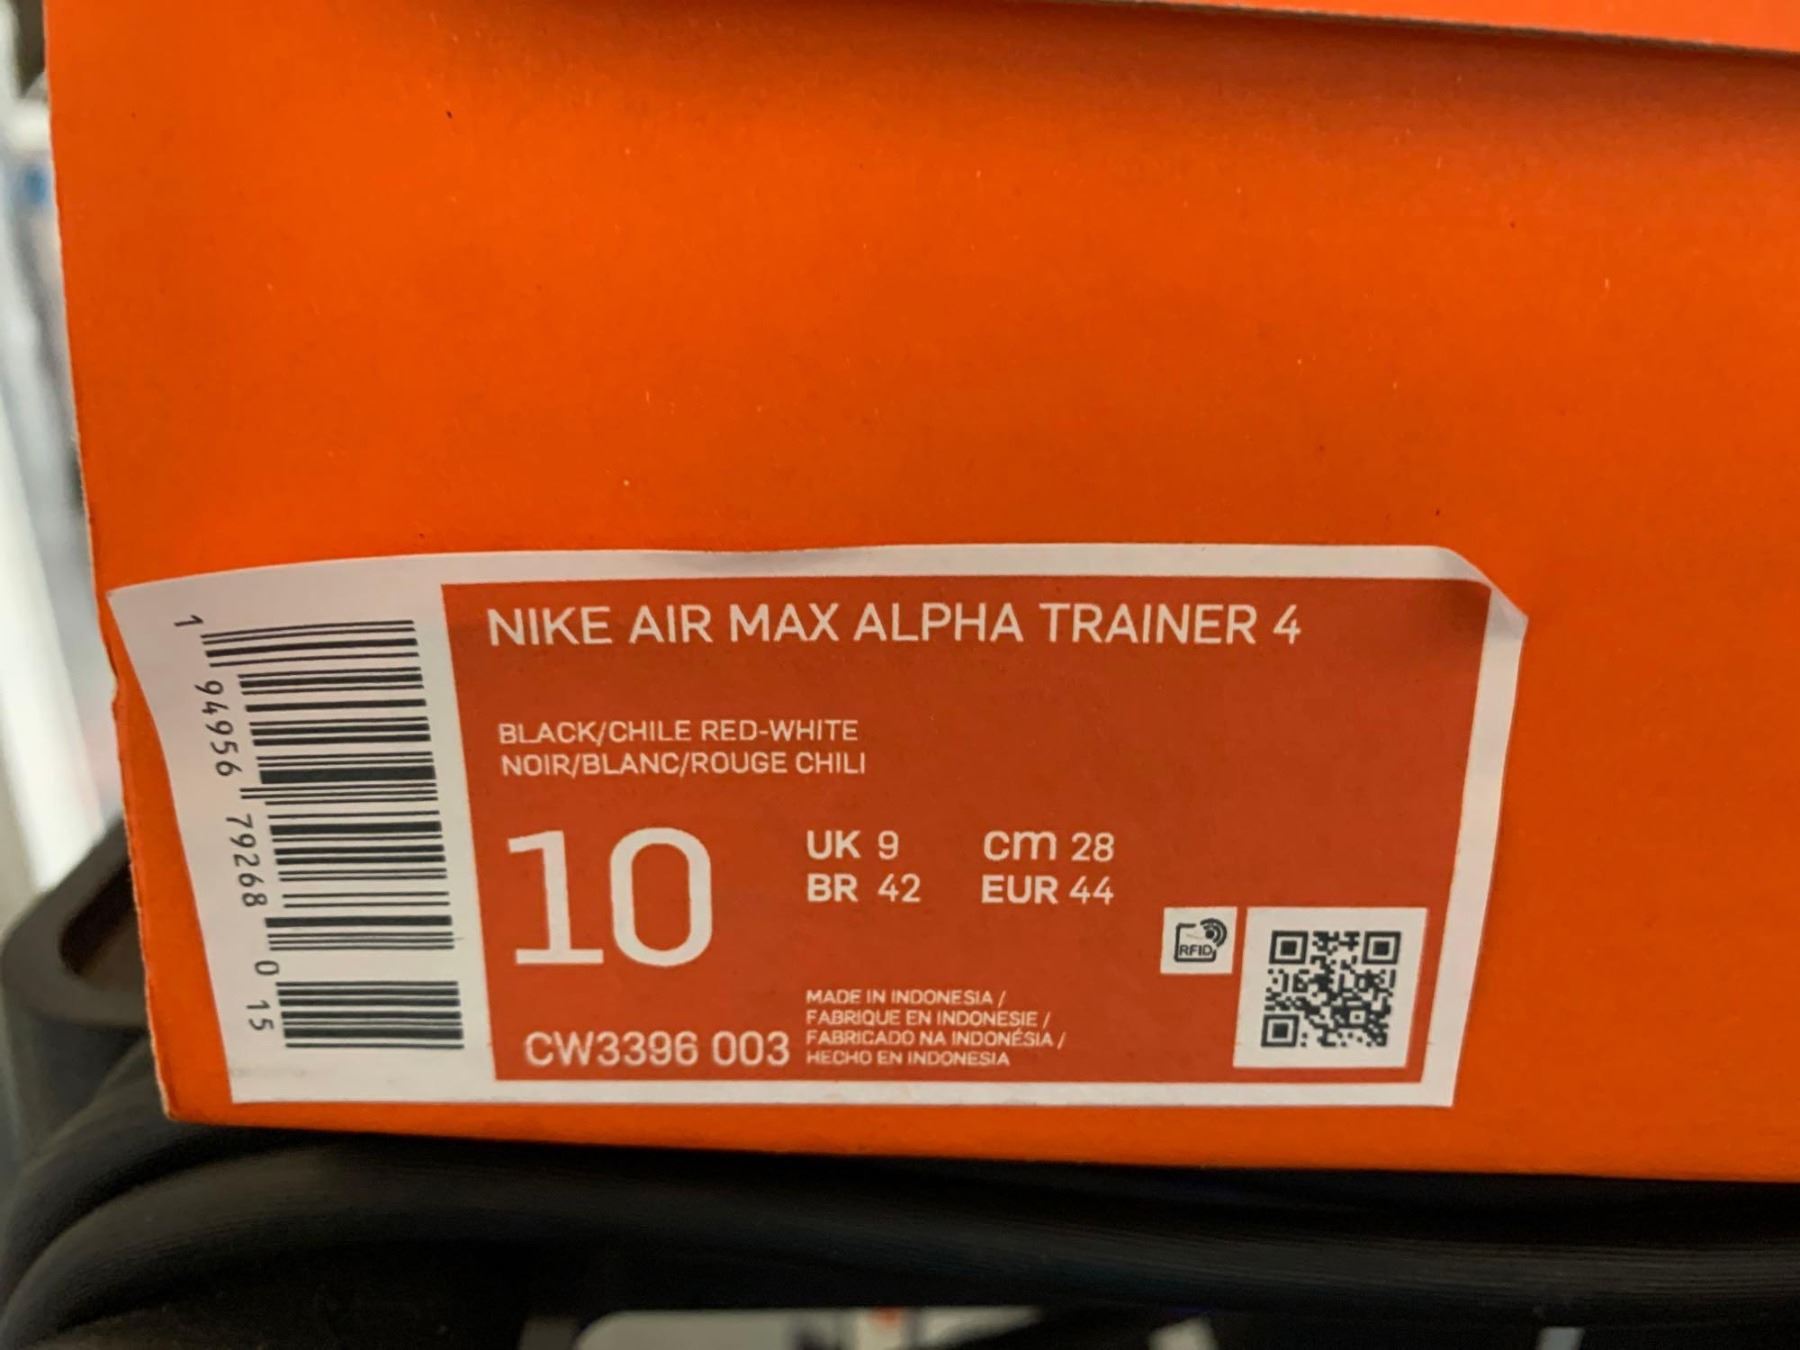 NIKE AIR MAX ALPHA TRAINER 4
BLACK/CHILE RED-WHITE
NOIR/BLANC/ROUGE CHILI
10
UK 9 cm 28
BR 42 EUR 44
RFID
MADE IN INDONESIA /
FABRIQUE EN INDONESIE /
FABRICADO NA INDONÉSIA /
HECHO EN INDONESIA
CW3396 003
1 94956 79268 0 15